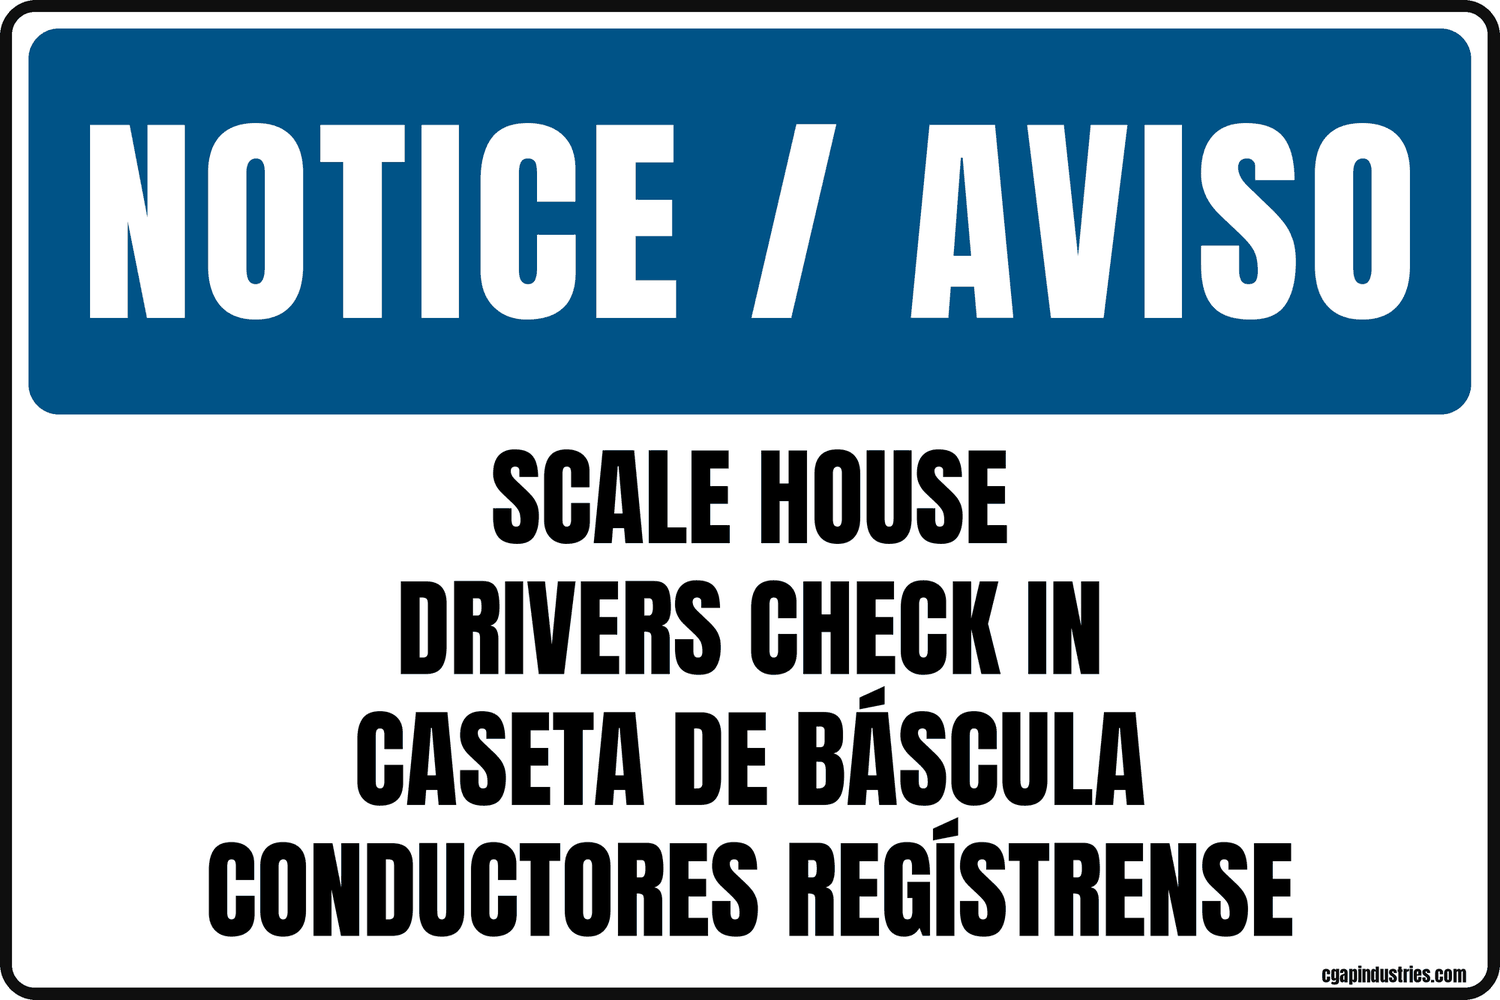 NOTICE / AVISO
SCALE HOUSE
DRIVERS CHECK IN
CASETA DE BÁSCULA
CONDUCTORES REGÍSTRENSE
cgapindustries.com